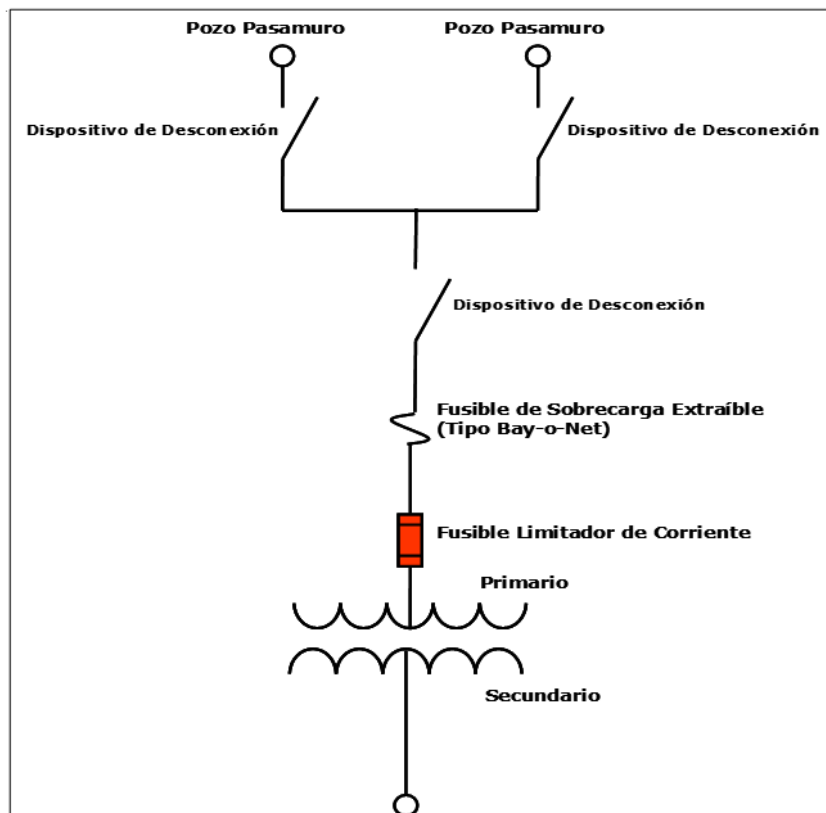 Pozo Pasamuro
Pozo Pasamuro
Dispositivo de Desconexión
Dispositivo de Desconexión
Dispositivo de Desconexión
Fusible de Sobrecarga Extraíble
(Tipo Bay-o-Net)
Fusible Limitador de Corriente
Primario
Secundario